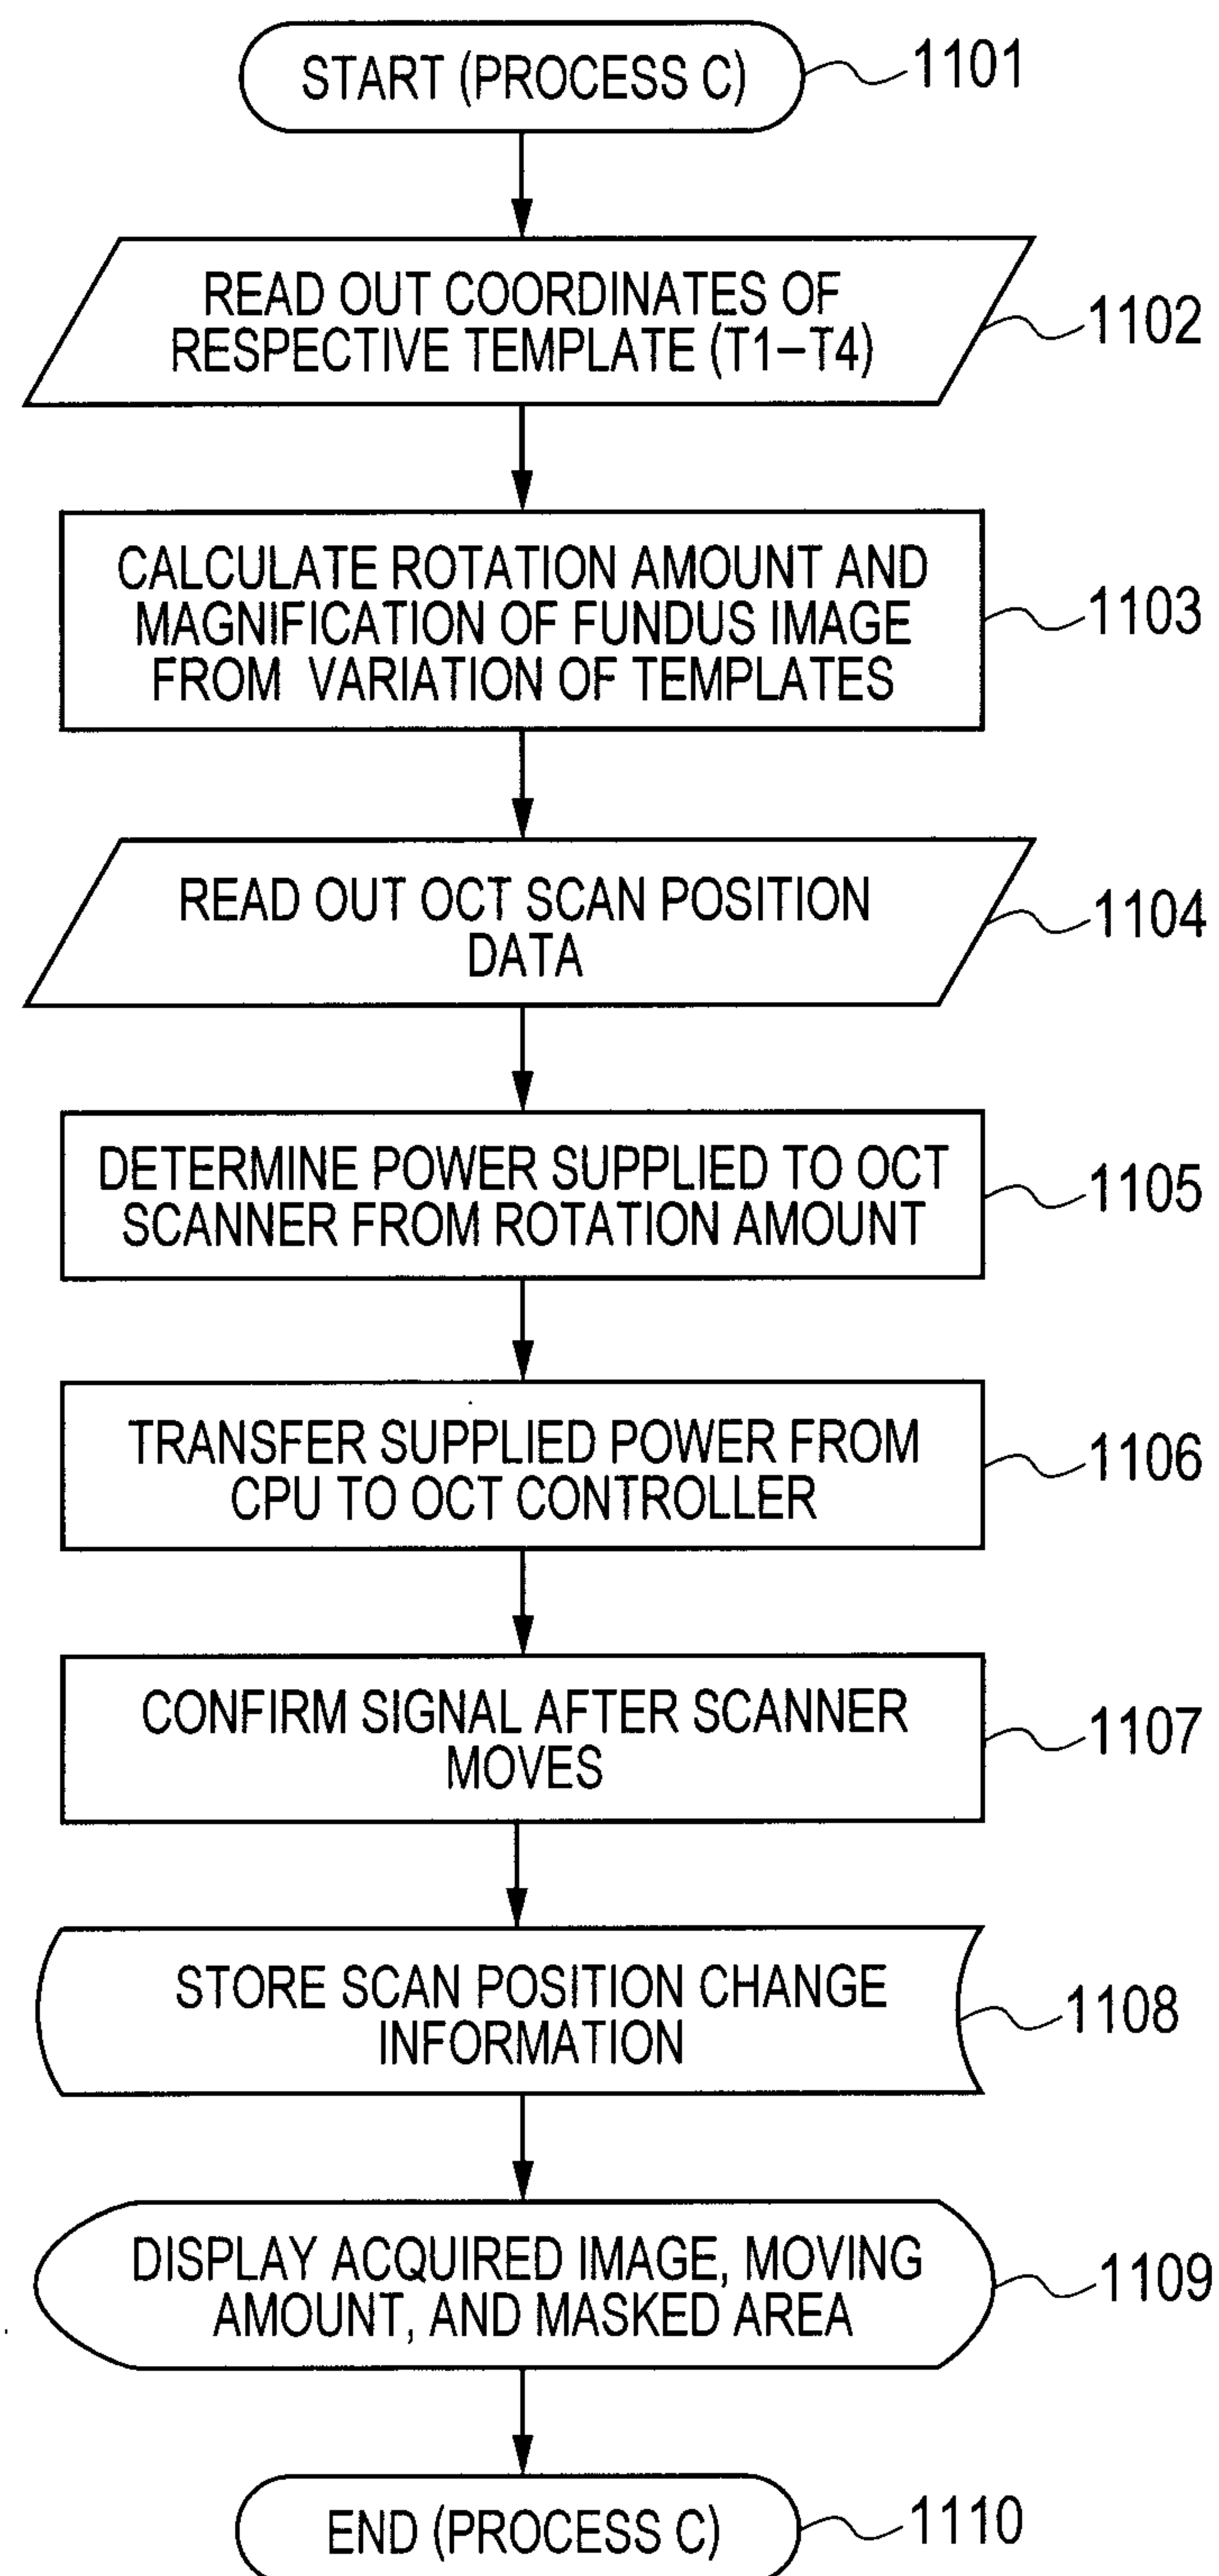 START (PROCESS C)
1101
READ OUT COORDINATES OF
RESPECTIVE TEMPLATE (T1–T4)
1102
CALCULATE ROTATION AMOUNT AND
MAGNIFICATION OF FUNDUS IMAGE
FROM VARIATION OF TEMPLATES
1103
READ OUT OCT SCAN POSITION
DATA
1104
DETERMINE POWER SUPPLIED TO OCT
SCANNER FROM ROTATION AMOUNT
1105
TRANSFER SUPPLIED POWER FROM
CPU TO OCT CONTROLLER
1106
CONFIRM SIGNAL AFTER SCANNER
MOVES
1107
STORE SCAN POSITION CHANGE
INFORMATION
1108
DISPLAY ACQUIRED IMAGE, MOVING
AMOUNT, AND MASKED AREA
1109
END (PROCESS C)
1110